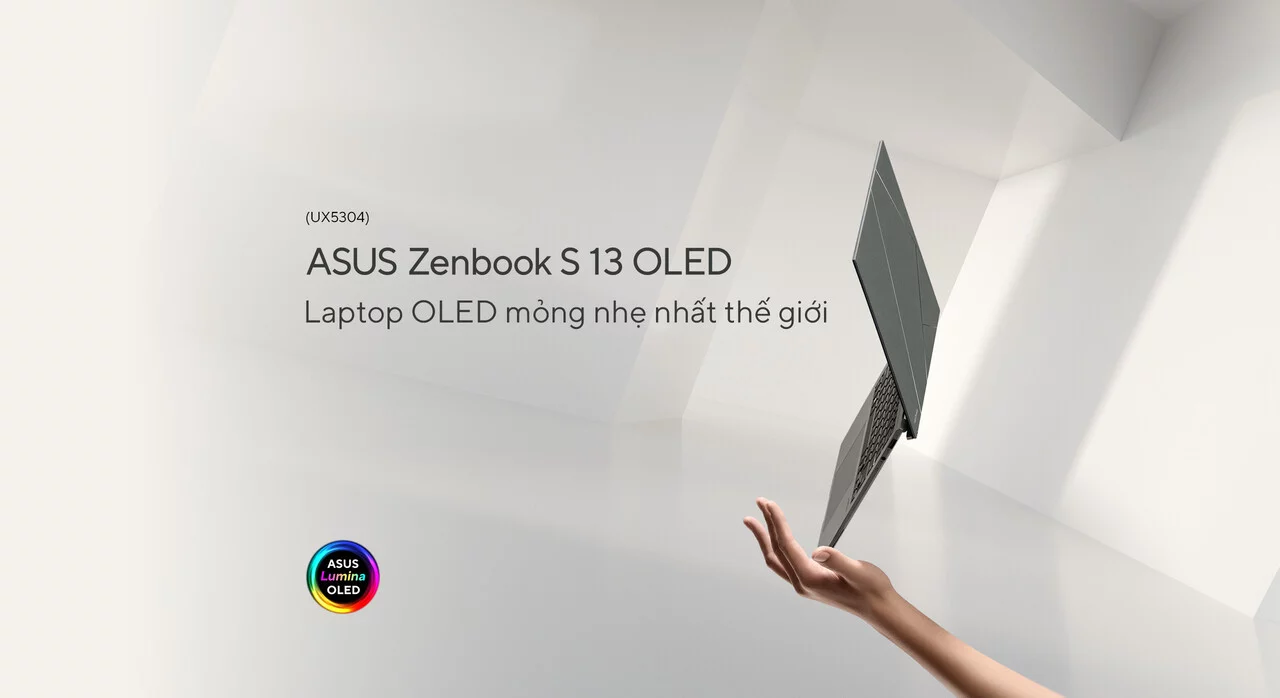 (UX5304)
ASUS Zenbook S 13 OLED
Laptop OLED mỏng nhẹ nhất thế giới
ASUS
Lumina
OLED